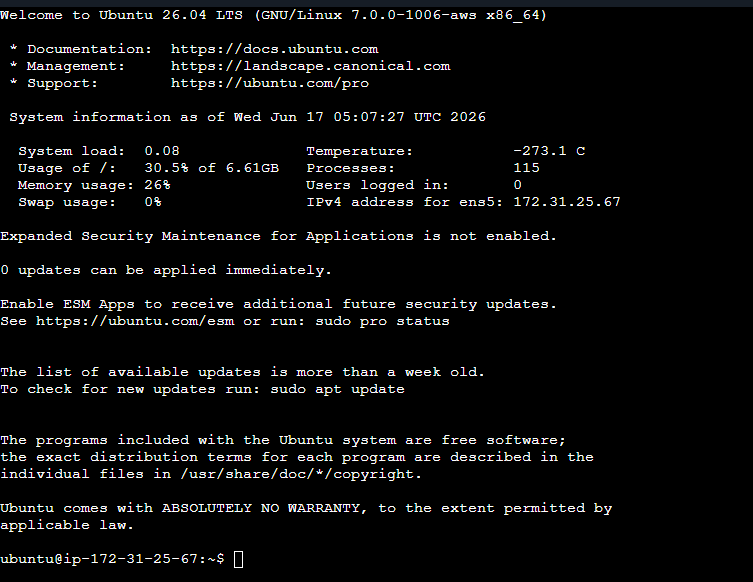 Welcome to Ubuntu 26.04 LTS (GNU/Linux 7.0.0-1006-aws x86_64)
* Documentation:  https://docs.ubuntu.com
* Management:     https://landscape.canonical.com
* Support:        https://ubuntu.com/pro
System information as of Wed Jun 17 05:07:27 UTC 2026
System load:  0.08              Temperature:           -273.1 C
Usage of /:   30.5% of 6.61GB   Processes:             115
Memory usage: 26%               Users logged in:       0
Swap usage:   0%                IPv4 address for ens5: 172.31.25.67
Expanded Security Maintenance for Applications is not enabled.
0 updates can be applied immediately.
Enable ESM Apps to receive additional future security updates.
See https://ubuntu.com/esm or run: sudo pro status
The list of available updates is more than a week old.
To check for new updates run: sudo apt update
The programs included with the Ubuntu system are free software;
the exact distribution terms for each program are described in the
individual files in /usr/share/doc/*/copyright.
Ubuntu comes with ABSOLUTELY NO WARRANTY, to the extent permitted by
applicable law.
ubuntu@ip-172-31-25-67:~$